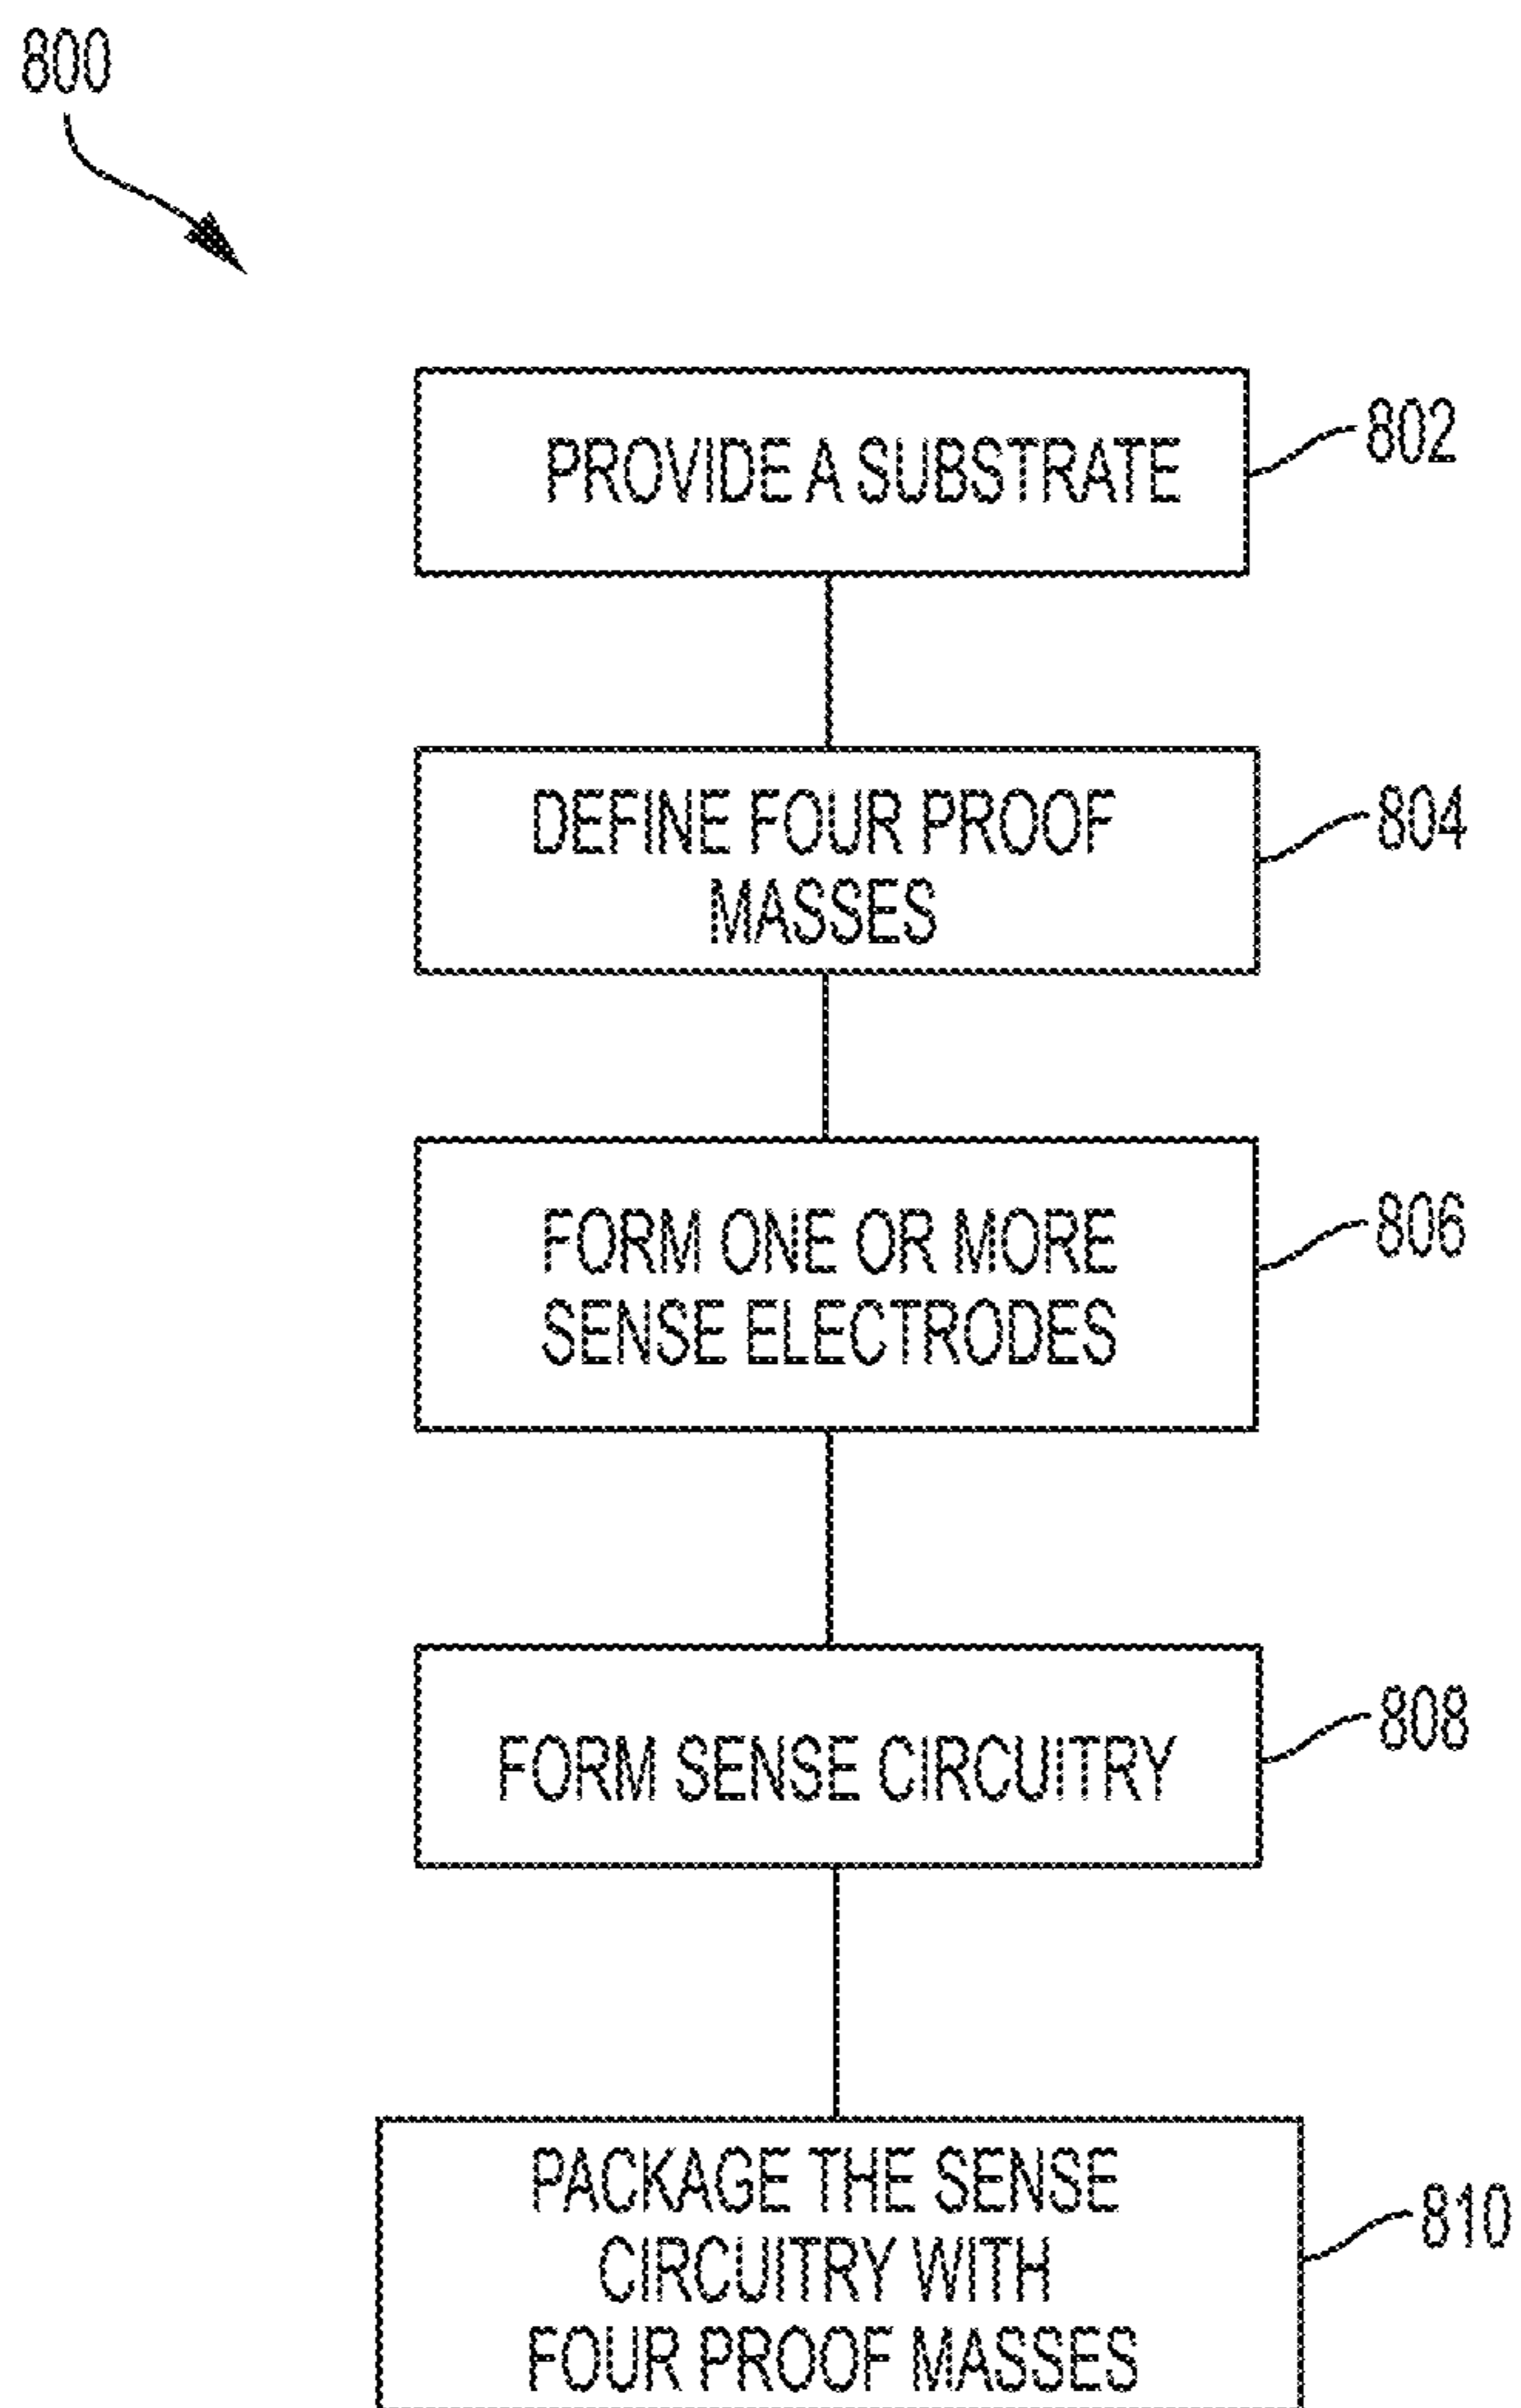 800
PROVIDE A SUBSTRATE
802
DEFINE FOUR PROOF
MASSES
804
FORM ONE OR MORE
SENSE ELECTRODES
806
FORM SENSE CIRCUITRY
808
PACKAGE THE SENSE
CIRCUITRY WITH
FOUR PROOF MASSES
810